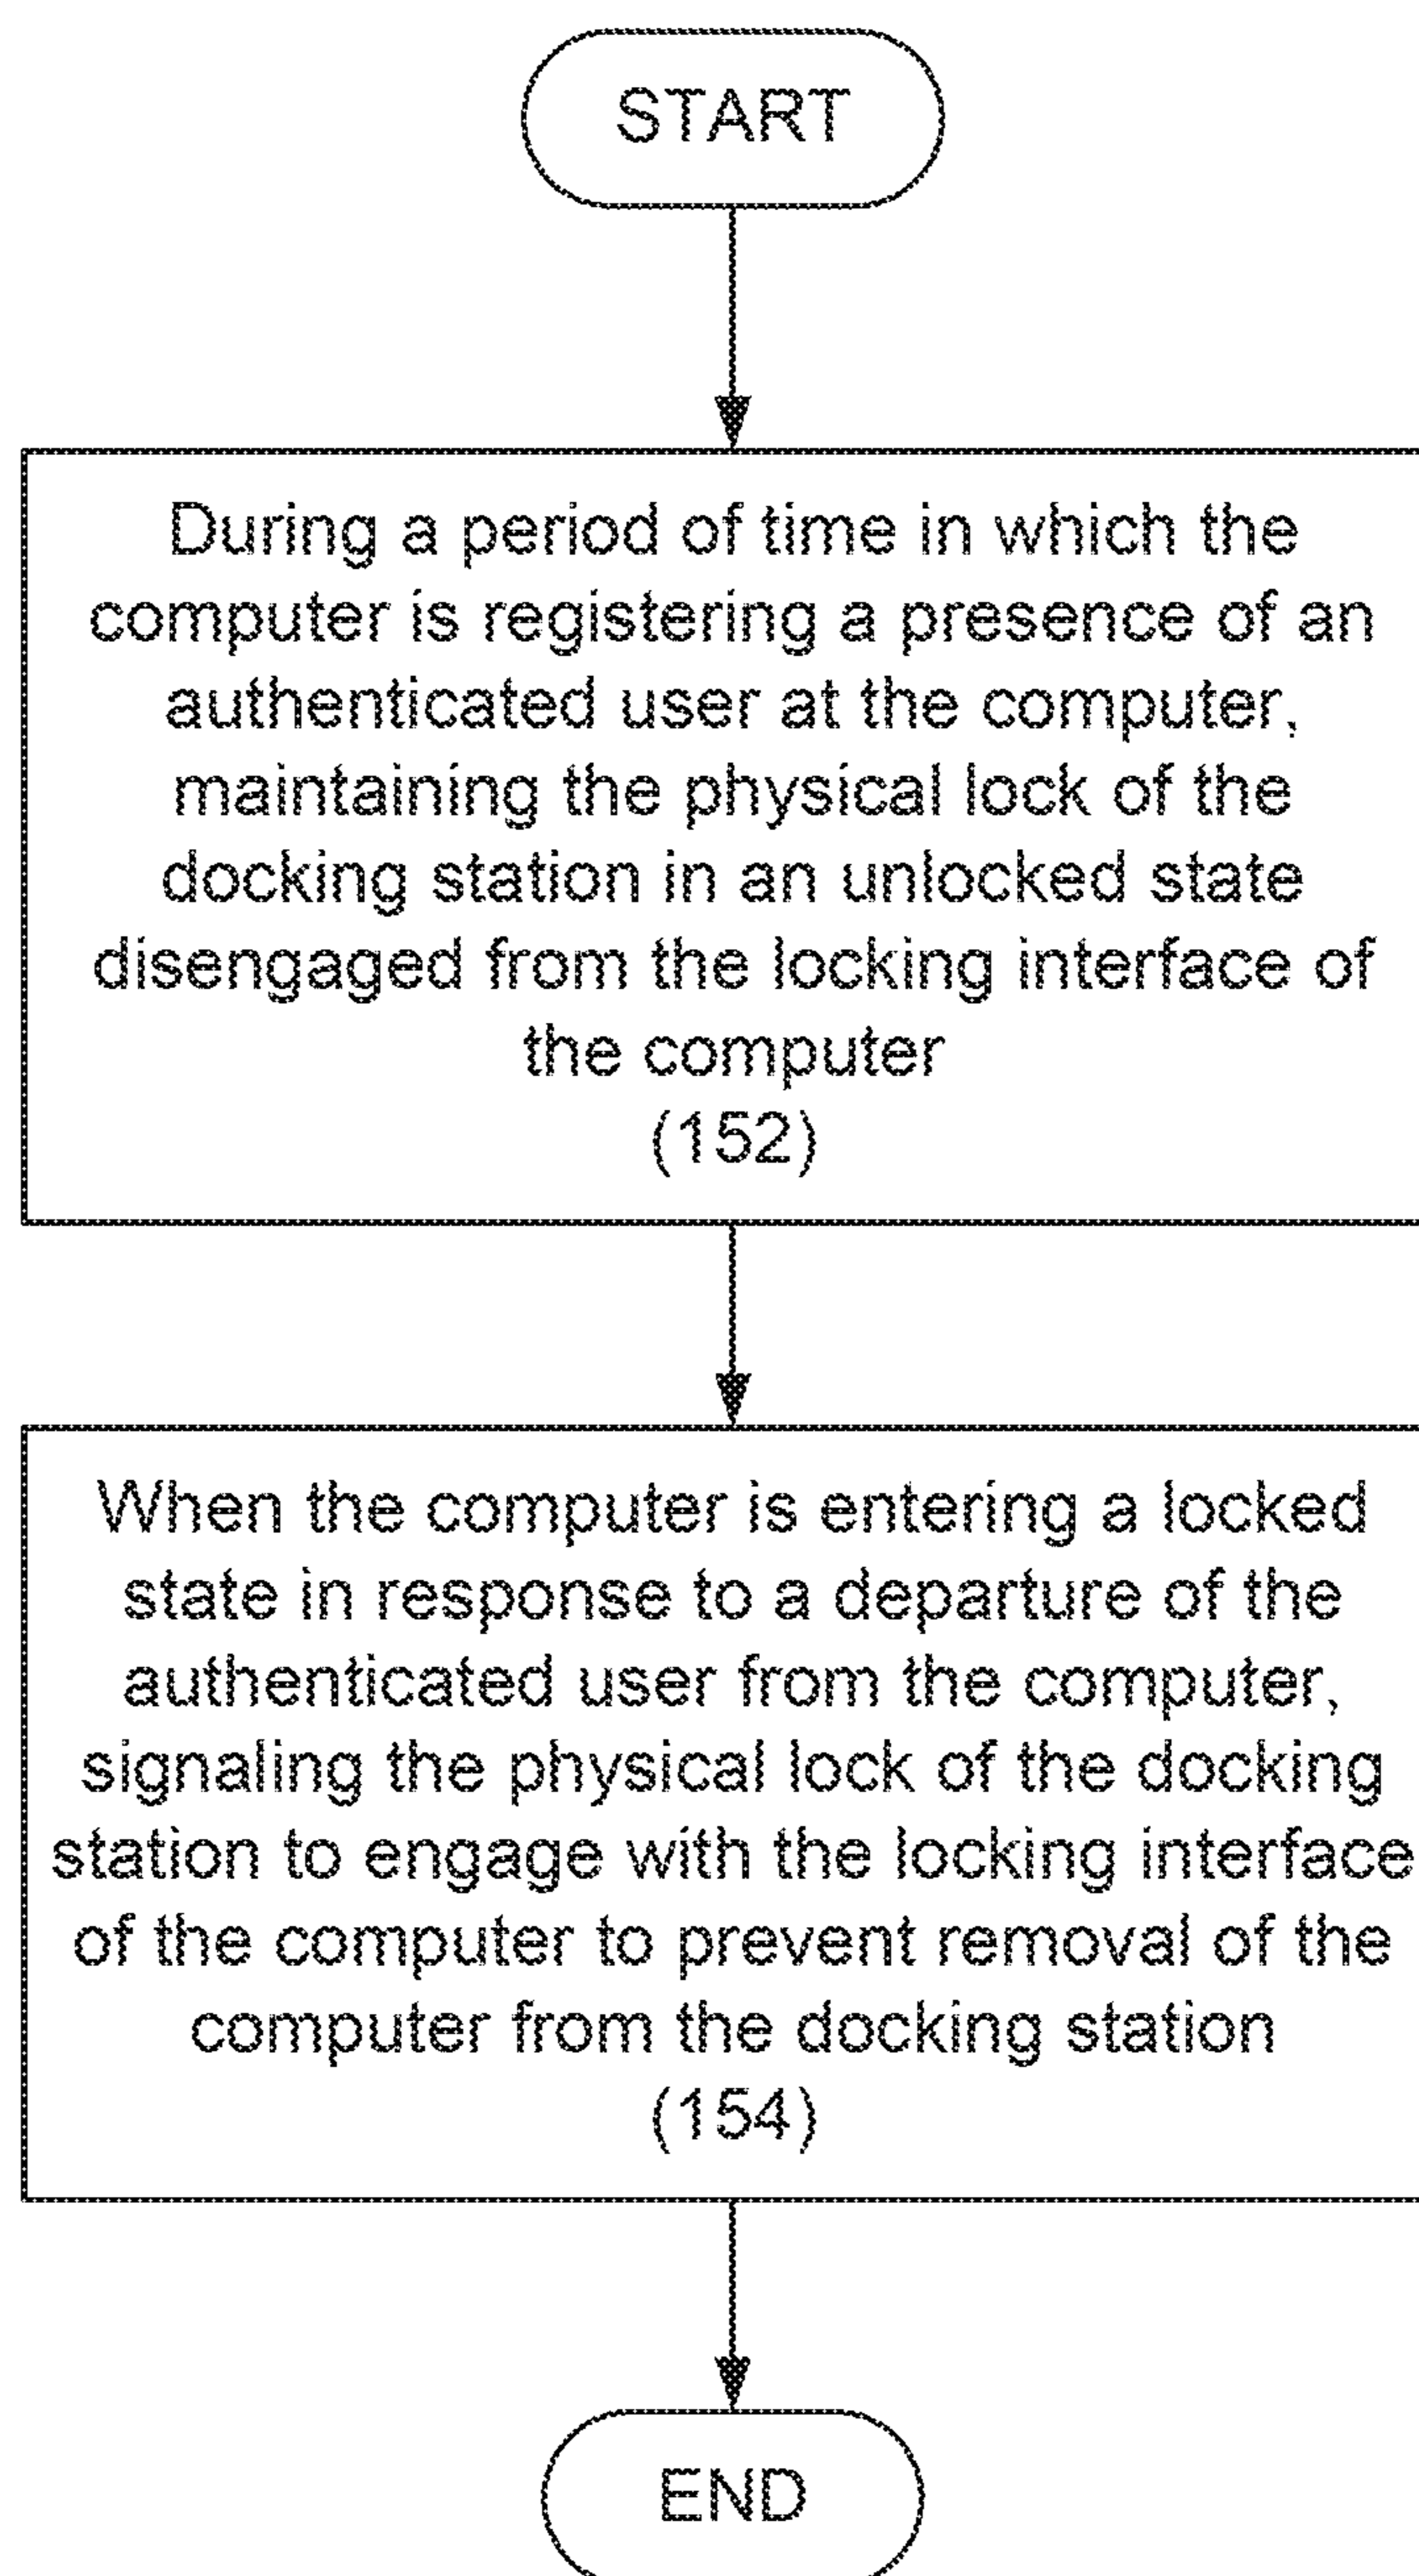 START
During a period of time in which the
computer is registering a presence of an
authenticated user at the computer,
maintaining the physical lock of the
docking station in an unlocked state
disengaged from the locking interface of
the computer
(152)
When the computer is entering a locked
state in response to a departure of the
authenticated user from the computer,
signaling the physical lock of the docking
station to engage with the locking interface
of the computer to prevent removal of the
computer from the docking station
(154)
END